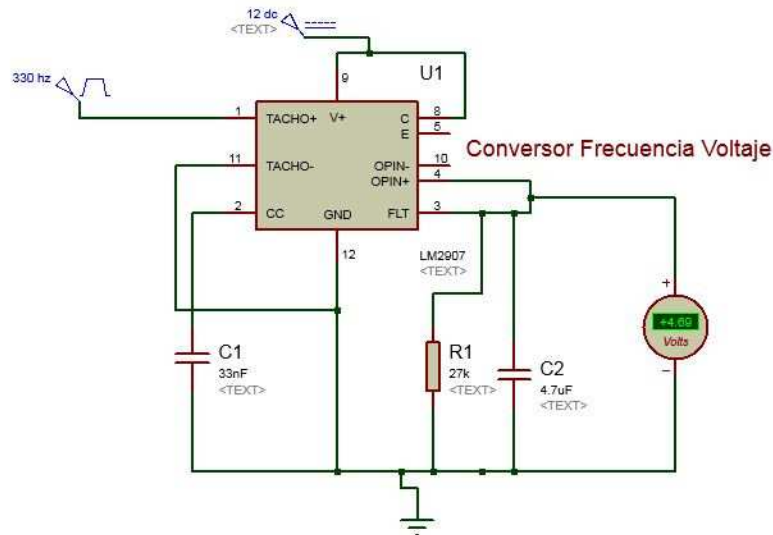 12 dc
<TEXT>
330 hz
9
U1
1
TACHO+
V+
C
8
E
5
Conversor Frecuencia Voltaje
11
TACHO-
OPIN-
10
OPIN+
4
2
CC
GND
FLT
3
12
LM2907
<TEXT>
+
+4.69
Volts
−
C1
33nF
<TEXT>
R1
27k
<TEXT>
C2
4.7uF
<TEXT>